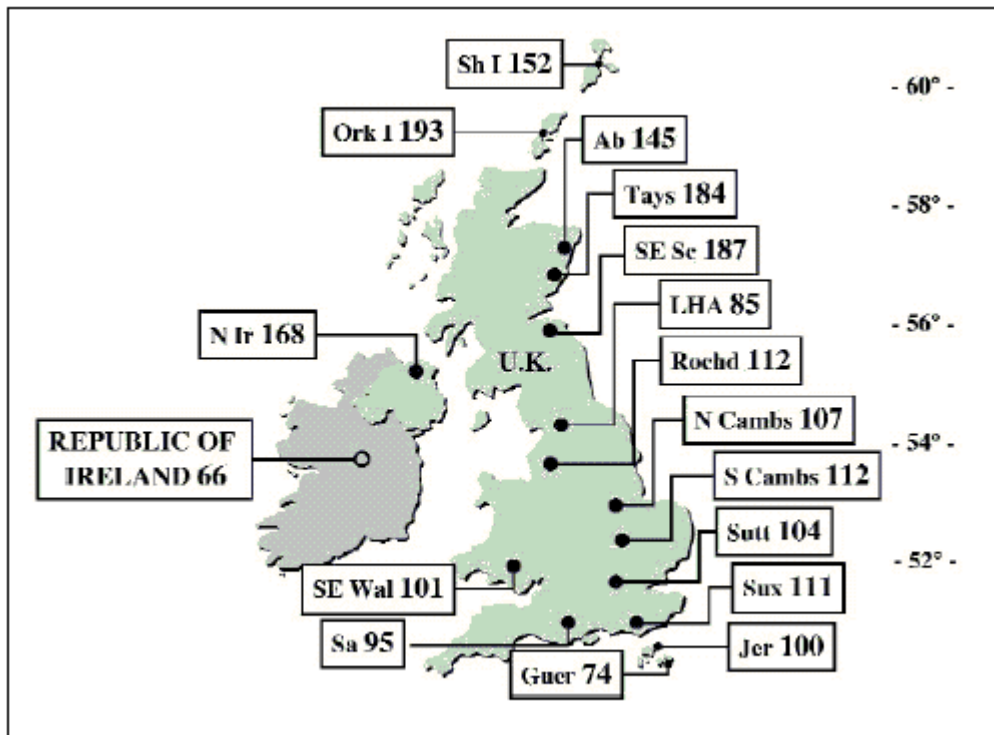 Sh I 152
- 60° -
Ork I 193
Ab 145
Tays 184
- 58° -
SE Sc 187
LHA 85
- 56° -
N Ir 168
U.K.
Rochd 112
N Cambs 107
- 54° -
REPUBLIC OF
IRELAND 66
S Cambs 112
Sutt 104
- 52° -
SE Wal 101
Sux 111
Sa 95
Jer 100
Guer 74